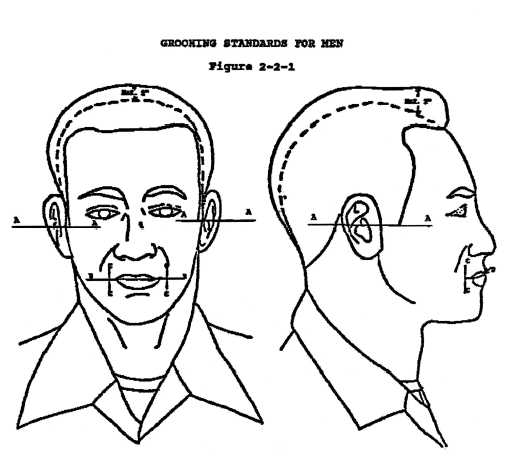 GROOMING STANDARDS FOR MEN
Figure 2-2-1
A A A A A A
B B
C